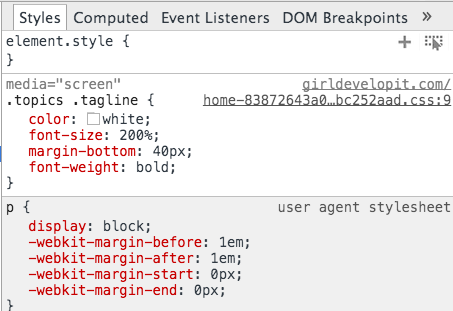 Styles Computed Event Listeners DOM Breakpoints »
element.style {
}
media="screen" girldevelopit.com/
.topics .tagline { home-83872643a0…bc252aad.css:9
color: white;
font-size: 200%;
margin-bottom: 40px;
font-weight: bold;
}
p { user agent stylesheet
display: block;
-webkit-margin-before: 1em;
-webkit-margin-after: 1em;
-webkit-margin-start: 0px;
-webkit-margin-end: 0px;
}